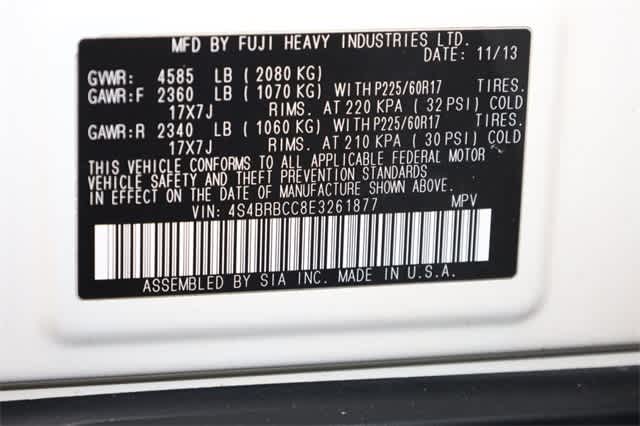 MFD BY FUJI HEAVY INDUSTRIES LTD.
DATE: 11/13
GVWR: 4585 LB (2080 KG)
GAWR:F 2360 LB (1070 KG) WITH P225/60R17 TIRES.
17X7J RIMS. AT 220 KPA (32 PSI) COLD
GAWR:R 2340 LB (1060 KG) WITH P225/60R17 TIRES.
17X7J RIMS. AT 210 KPA (30 PSI) COLD
THIS VEHICLE CONFORMS TO ALL APPLICABLE FEDERAL MOTOR
VEHICLE SAFETY AND THEFT PREVENTION STANDARDS
IN EFFECT ON THE DATE OF MANUFACTURE SHOWN ABOVE.
VIN: 4S4BRBCC8E3261877 MPV
ASSEMBLED BY SIA INC. MADE IN U.S.A.